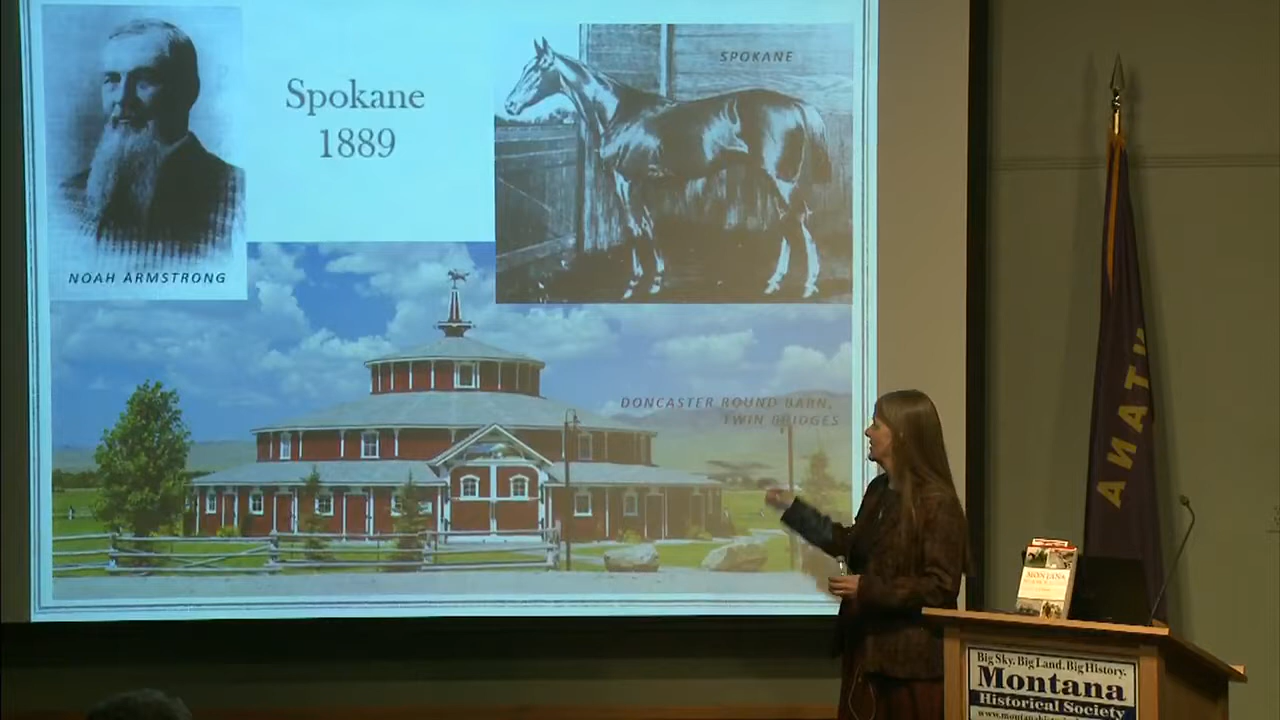 Spokane
1889
SPOKANE
NOAH ARMSTRONG
DONCASTER ROUND BARN,
TWIN BRIDGES
TANA
MONTANA
Big Sky. Big Land. Big History.
Montana
Historical Society